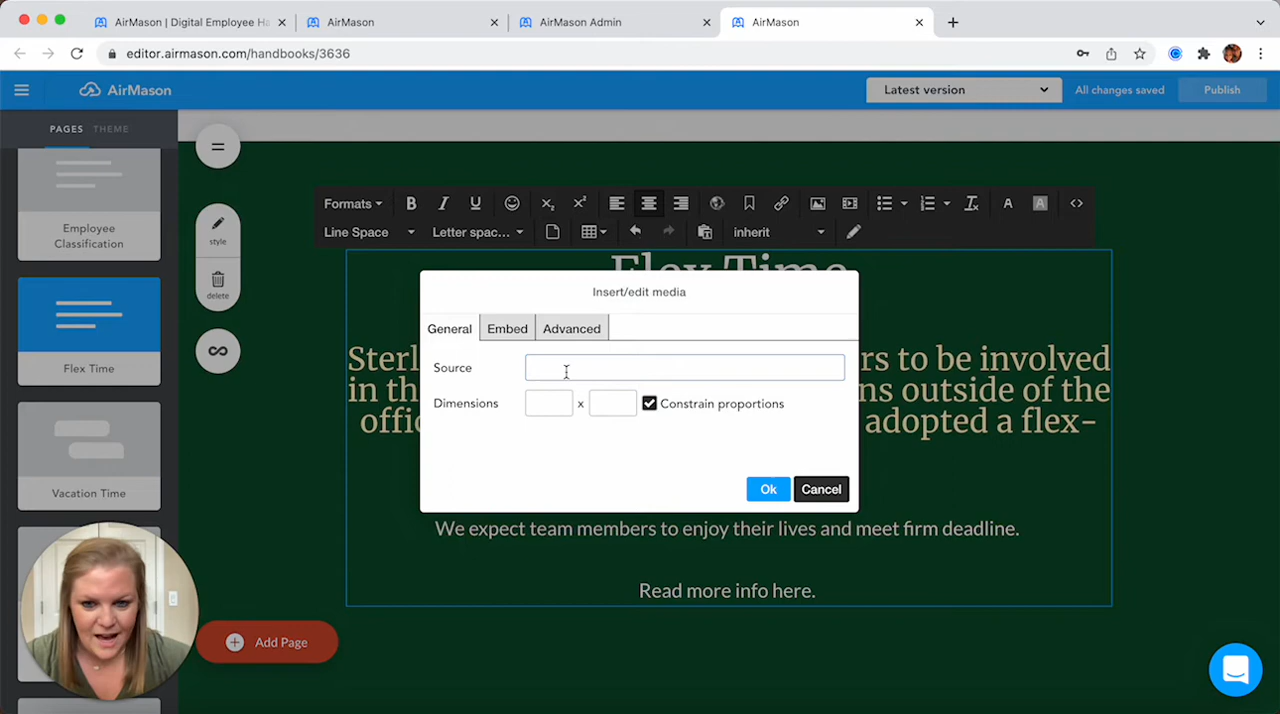 AirMason | Digital Employee Ha
AirMason
AirMason Admin
AirMason
editor.airmason.com/handbooks/3636
AirMason
Latest version
All changes saved
Publish
PAGES
THEME
Employee
Classification
Flex Time
Vacation Time
style
delete
Add Page
Formats
B I U
Line Space
Letter spac...
inherit
Flex Time
Insert/edit media
General
Embed
Advanced
Source
Dimensions
x
Constrain proportions
Ok
Cancel
Sterl rs to be involved
in th ns outside of the
offic adopted a flex-
We expect team members to enjoy their lives and meet firm deadline.
Read more info here.